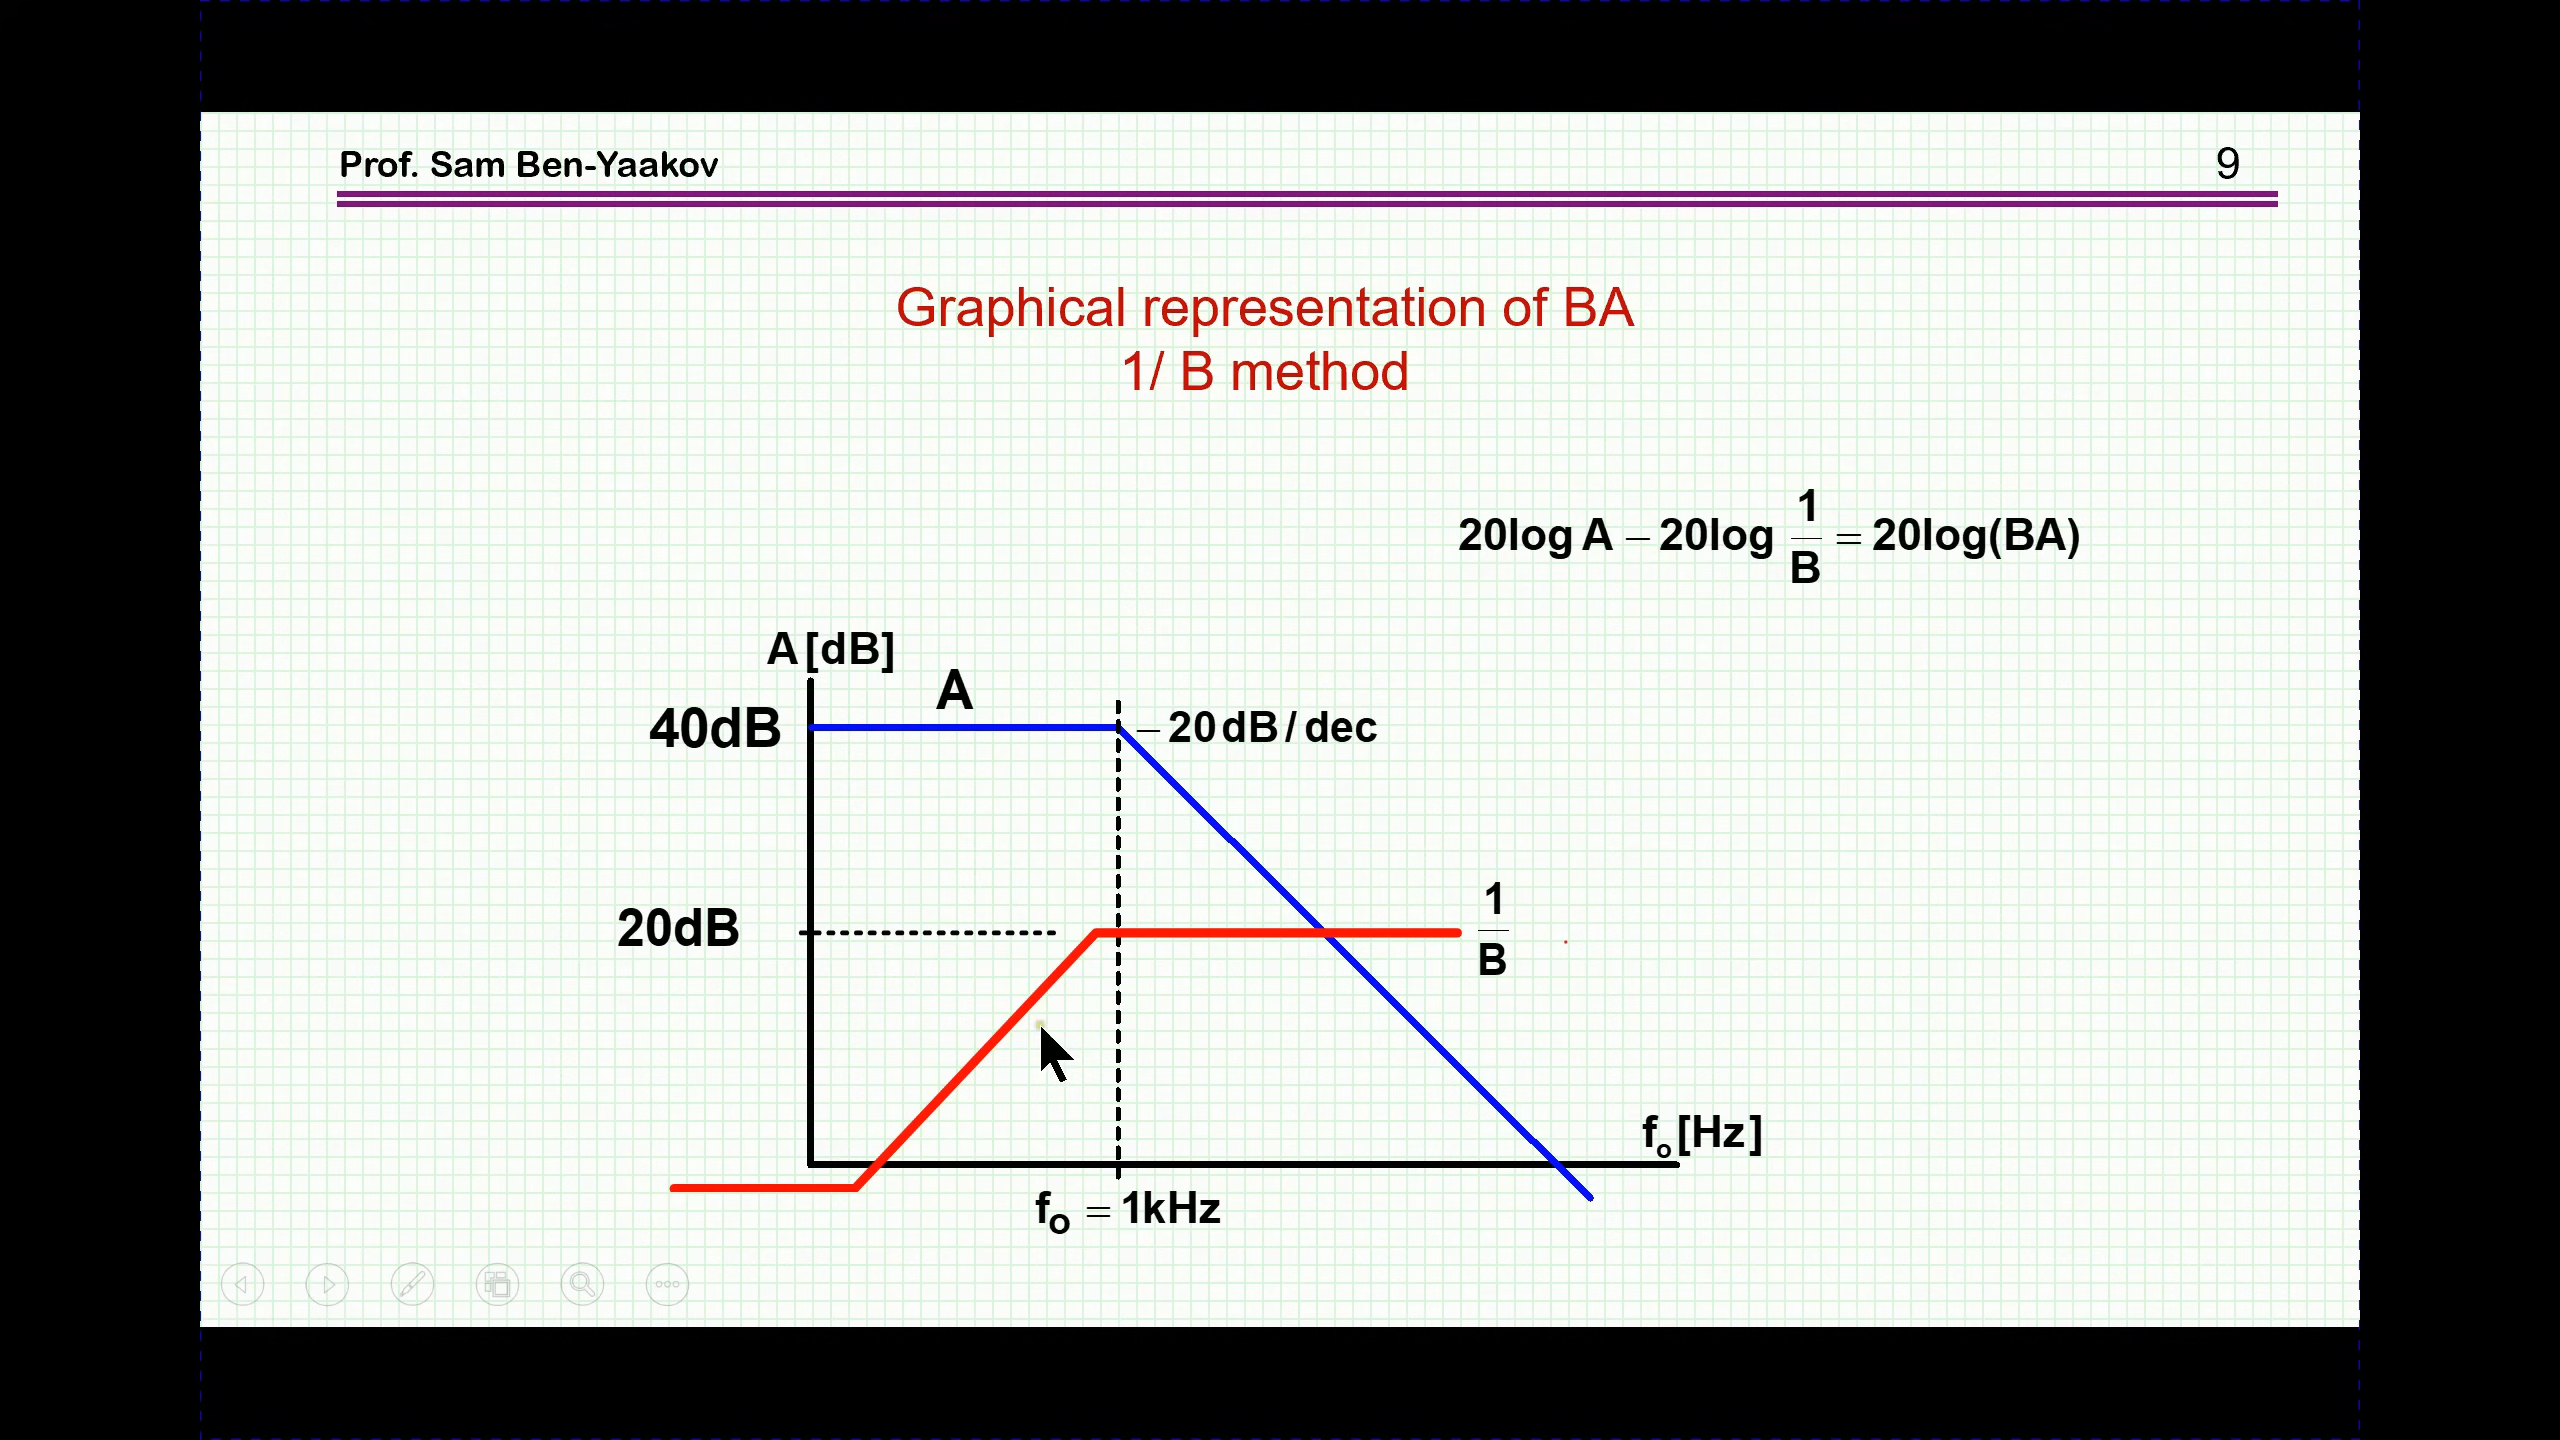 Prof. Sam Ben-Yaakov
9
Graphical representation of BA
1/ B method
20log A – 20log 1/B = 20log(BA)
A [dB]
A
40dB
– 20 dB / dec
20dB
1/B
fo [Hz]
fo = 1kHz